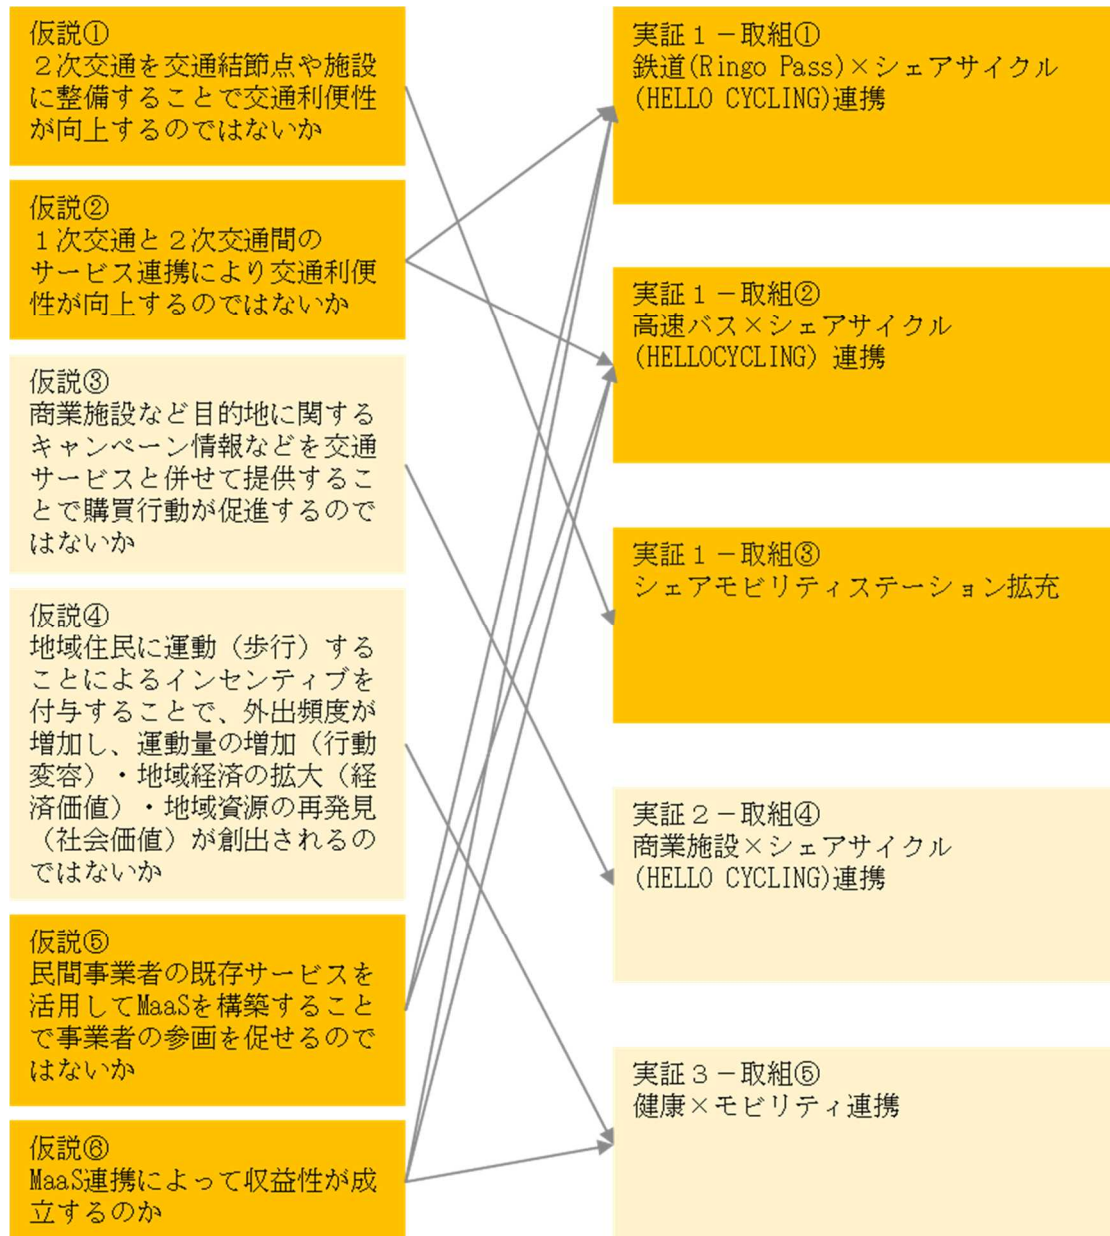 仮説①
２次交通を交通結節点や施設
に整備することで交通利便性
が向上するのではないか
仮説②
１次交通と２次交通間の
サービス連携により交通利便
性が向上するのではないか
仮説③
商業施設など目的地に関する
キャンペーン情報などを交通
サービスと併せて提供するこ
とで購買行動が促進するので
はないか
仮説④
地域住民に運動（歩行）する
ことによるインセンティブを
付与することで、外出頻度が
増加し、運動量の増加（行動
変容）・地域経済の拡大（経
済価値）・地域資源の再発見
（社会価値）が創出されるの
ではないか
仮説⑤
民間事業者の既存サービスを
活用してMaaSを構築すること
で事業者の参画を促せるので
はないか
仮説⑥
MaaS連携によって収益性が成
立するのか
実証１－取組①
鉄道(Ringo Pass)×シェアサイクル
(HELLO CYCLING)連携
実証１－取組②
高速バス×シェアサイクル
(HELLOCYCLING) 連携
実証１－取組③
シェアモビリティステーション拡充
実証２－取組④
商業施設×シェアサイクル
(HELLO CYCLING)連携
実証３－取組⑤
健康×モビリティ連携